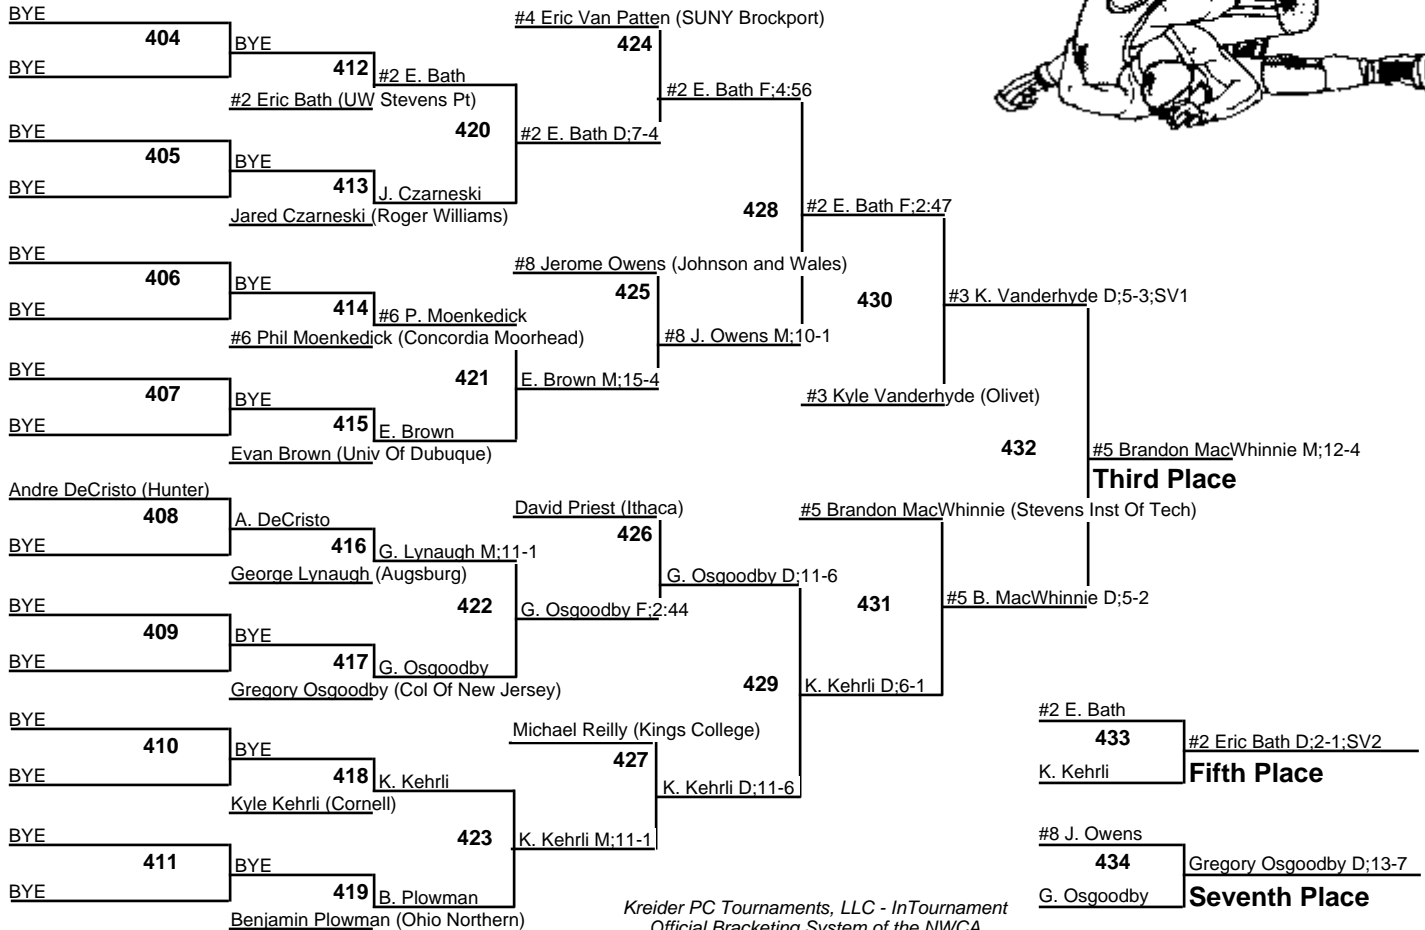 BYE
404
BYE
BYE
412
#2 E. Bath
#2 Eric Bath (UW Stevens Pt)
420
#2 E. Bath D;7-4
BYE
405
BYE
BYE
413
J. Czarneski
Jared Czarneski (Roger Williams)
#4 Eric Van Patten (SUNY Brockport)
424
#2 E. Bath F;4:56
428
#2 E. Bath F;2:47
BYE
406
BYE
BYE
414
#6 P. Moenkedick
#6 Phil Moenkedick (Concordia Moorhead)
421
E. Brown M;15-4
BYE
407
BYE
BYE
415
E. Brown
Evan Brown (Univ Of Dubuque)
#8 Jerome Owens (Johnson and Wales)
425
#8 J. Owens M;10-1
430
#3 K. Vanderhyde D;5-3;SV1
#3 Kyle Vanderhyde (Olivet)
432
#5 Brandon MacWhinnie M;12-4
Third Place
Andre DeCristo (Hunter)
408
A. DeCristo
BYE
416
G. Lynaugh M;11-1
George Lynaugh (Augsburg)
422
G. Osgoodby F;2:44
BYE
409
BYE
BYE
417
G. Osgoodby
Gregory Osgoodby (Col Of New Jersey)
David Priest (Ithaca)
426
G. Osgoodby D;11-6
#5 Brandon MacWhinnie (Stevens Inst Of Tech)
431
#5 B. MacWhinnie D;5-2
429
K. Kehrli D;6-1
BYE
410
BYE
BYE
418
K. Kehrli
Kyle Kehrli (Cornell)
423
K. Kehrli M;11-1
BYE
411
BYE
BYE
419
B. Plowman
Benjamin Plowman (Ohio Northern)
Michael Reilly (Kings College)
427
K. Kehrli D;11-6
#2 E. Bath
433
#2 Eric Bath D;2-1;SV2
K. Kehrli
Fifth Place
#8 J. Owens
434
Gregory Osgoodby D;13-7
G. Osgoodby
Seventh Place
Kreider PC Tournaments, LLC - InTournament
Official Bracketing System of the NWCA